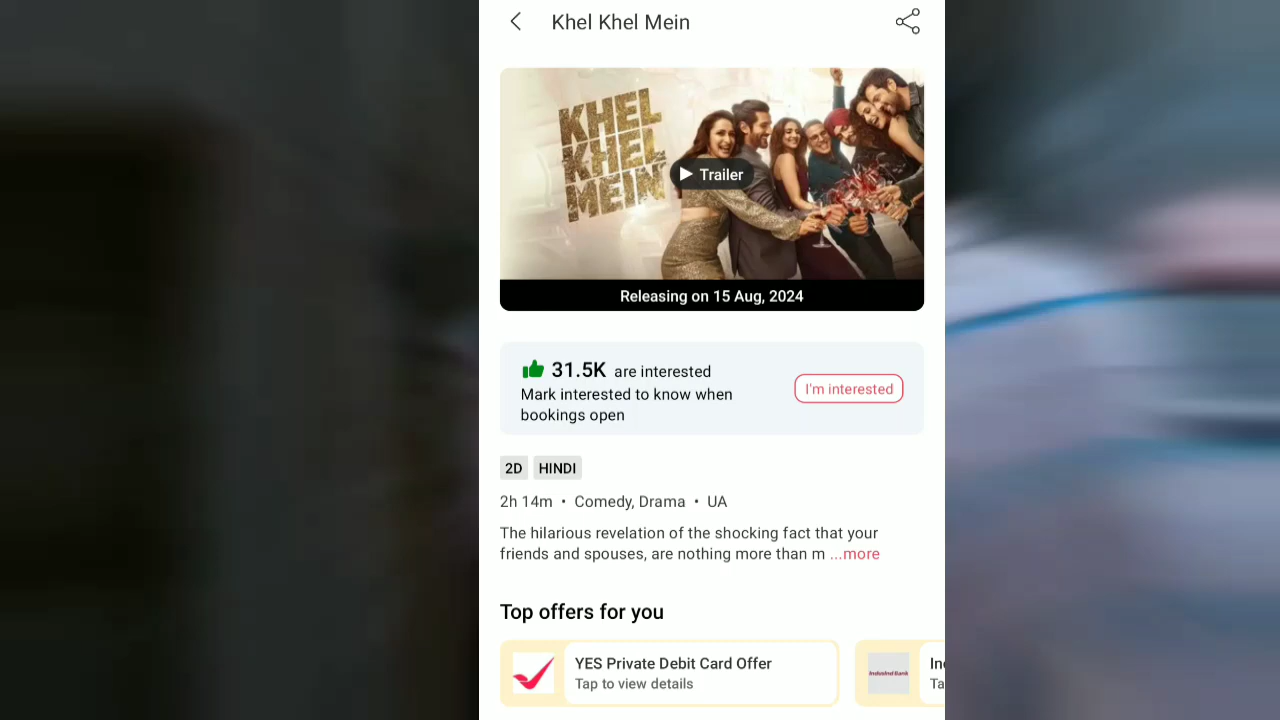 Khel Khel Mein
KHEL
KHEL
MEIN
Trailer
Releasing on 15 Aug, 2024
31.5K are interested
Mark interested to know when
bookings open
I'm interested
2D HINDI
2h 14m • Comedy, Drama • UA
The hilarious revelation of the shocking fact that your
friends and spouses, are nothing more than m ...more
Top offers for you
YES Private Debit Card Offer
Tap to view details
IndusInd Bank